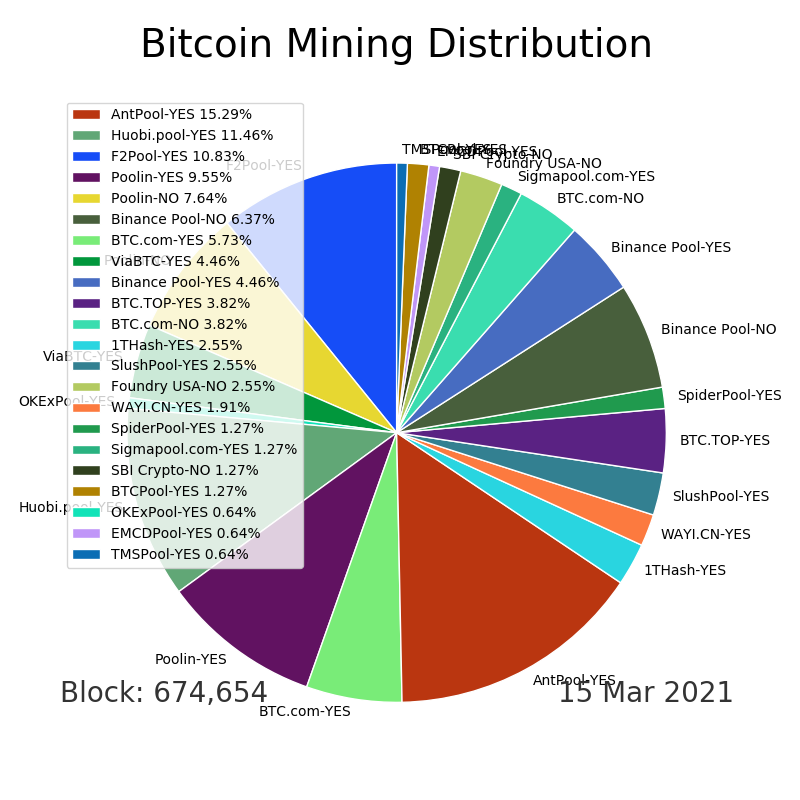 Bitcoin Mining Distribution
AntPool-YES 15.29%
Huobi.pool-YES 11.46%
F2Pool-YES 10.83%
Poolin-YES 9.55%
Poolin-NO 7.64%
Binance Pool-NO 6.37%
BTC.com-YES 5.73%
ViaBTC-YES 4.46%
Binance Pool-YES 4.46%
BTC.TOP-YES 3.82%
BTC.com-NO 3.82%
1THash-YES 2.55%
SlushPool-YES 2.55%
Foundry USA-NO 2.55%
WAYI.CN-YES 1.91%
SpiderPool-YES 1.27%
Sigmapool.com-YES 1.27%
SBI Crypto-NO 1.27%
BTCPool-YES 1.27%
OKExPool-YES 0.64%
EMCDPool-YES 0.64%
TMSPool-YES 0.64%
F2Pool-YES
ViaBTC-YES
OKExPool-YES
Huobi.pool-YES
Poolin-YES
BTC.com-YES
AntPool-YES
1THash-YES
WAYI.CN-YES
SlushPool-YES
BTC.TOP-YES
SpiderPool-YES
Binance Pool-NO
Binance Pool-YES
BTC.com-NO
Sigmapool.com-YES
Foundry USA-NO
SBI Crypto-NO
Block: 674,654
15 Mar 2021